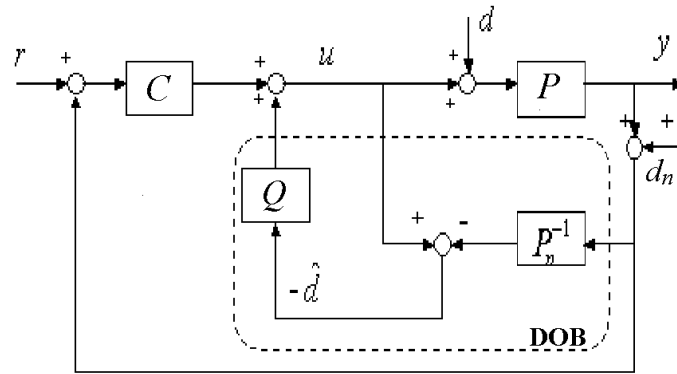 d
r + C + + u + + P y
+ +
d_n
Q
+ - P_n^{-1}
-d̂
DOB